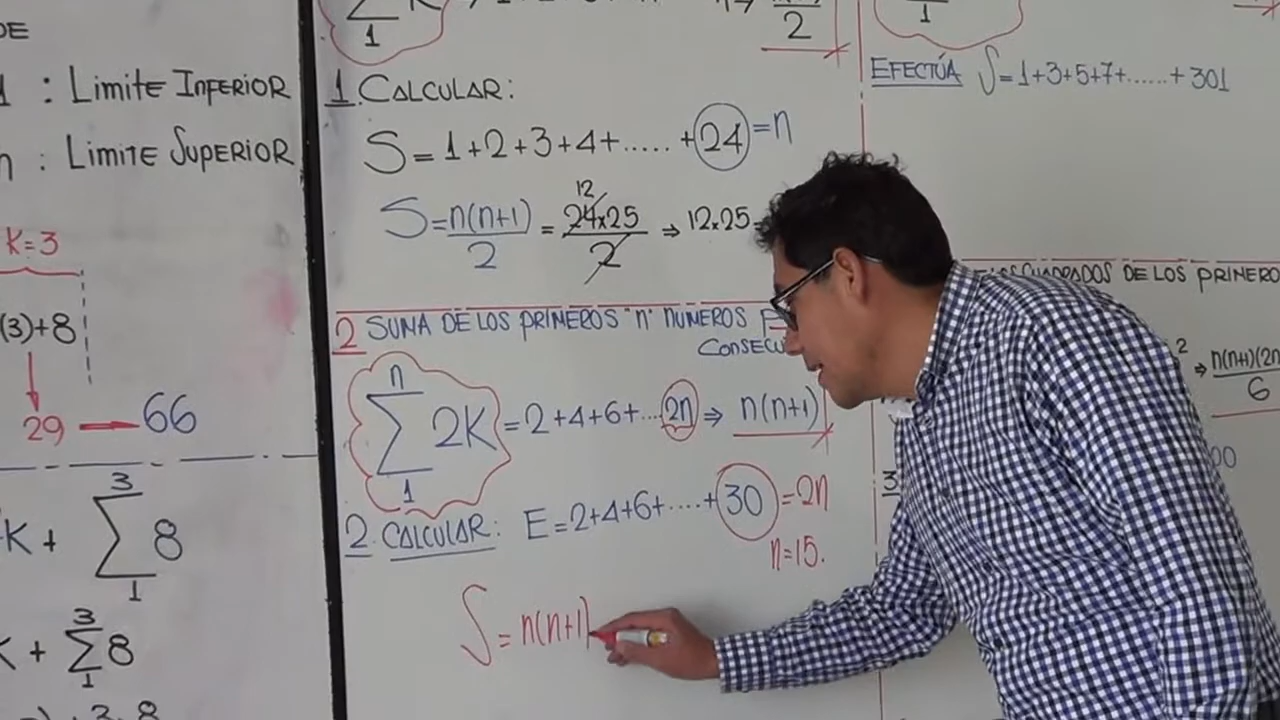 DE
1 : LIMITE INFERIOR
n : LIMITE SUPERIOR
K=3
(3)+8
29 → 66
3
K + ∑ 8
1
3
K + ∑ 8
1
1
2
1. CALCULAR:
S = 1+2+3+4+.....+24 = n
12
S = n(n+1)/2 = 24x25/2 ⇒ 12x25=
2 SUMA DE LOS PRIMEROS "n" NUMEROS P
CONSECU
n
∑ 2K = 2+4+6+...2n ⇒ n(n+1)
1
2. CALCULAR: E = 2+4+6+....+30 = 2n
n=15.
S = n(n+1)
1
EFECTÚA S = 1+3+5+7+......+301
CUADRADOS DE LOS PRIMERO
2 ⇒ n(n+1)(2n
6
3
00